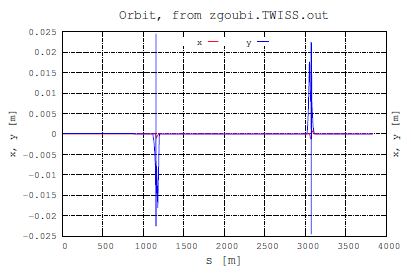 Orbit, from zgoubi.TWISS.out
x y
0.025
0.02
0.015
0.01
0.005
0
-0.005
-0.01
-0.015
-0.02
-0.025
x, y [m]
x, y [m]
0 500 1000 1500 2000 2500 3000 3500 4000
s [m]